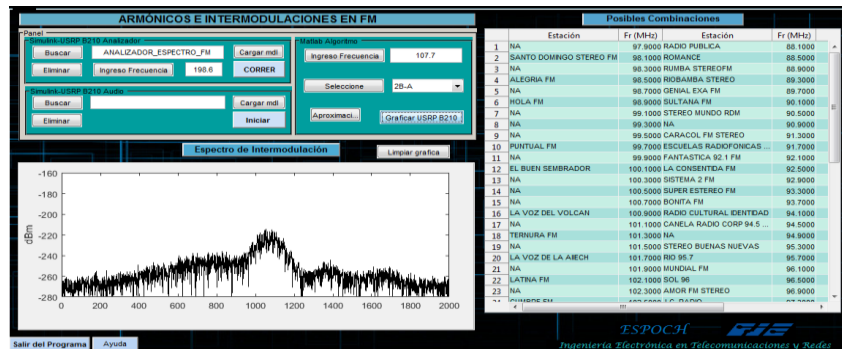 ARMÓNICOS E INTERMODULACIONES EN FM
Panel
Simulink-USRP B210 Analizador
Buscar
ANALIZADOR_ESPECTRO_FM
Cargar mdl
Eliminar
Ingreso Frecuencia
198.6
CORRER
Simulink-USRP B210 Audio
Buscar
Cargar mdl
Eliminar
Iniciar
Matlab Algoritmo
Ingreso Frecuencia
107.7
Seleccione
2B-A
Aproximaci...
Graficar USRP B210
Espectro de Intermodulación
Limpiar grafica
dBm
-160
-180
-200
-220
-240
-260
-280
0 200 400 600 800 1000 1200 1400 1600 1800 2000
Posibles Combinaciones
Estación Fr (MHz) Estación Fr (MHz)
1 NA 97.9000 RADIO PUBLICA 88.1000
2 SANTO DOMINGO STEREO FM 98.1000 ROMANCE 88.5000
3 NA 98.3000 RUMBA STEREOFM 88.9000
4 ALEGRIA FM 98.5000 RIOBAMBA STEREO 89.3000
5 NA 98.7000 GENIAL EXA FM 89.7000
6 HOLA FM 98.9000 SULTANA FM 90.1000
7 NA 99.1000 STEREO MUNDO RDM 90.5000
8 NA 99.3000 NA 90.9000
9 NA 99.5000 CARACOL FM STEREO 91.3000
10 PUNTUAL FM 99.7000 ESCUELAS RADIOFONICAS ... 91.7000
11 NA 99.9000 FANTASTICA 92.1 FM 92.1000
12 EL BUEN SEMBRADOR 100.1000 LA CONSENTIDA FM 92.5000
13 NA 100.3000 SISTEMA 2 FM 92.9000
14 NA 100.5000 SUPER ESTEREO FM 93.3000
15 NA 100.7000 BONITA FM 93.7000
16 LA VOZ DEL VOLCAN 100.9000 RADIO CULTURAL IDENTIDAD 94.1000
17 NA 101.1000 CANELA RADIO CORP 94.5 ... 94.5000
18 TERNURA FM 101.3000 NA 94.9000
19 NA 101.5000 STEREO BUENAS NUEVAS 95.3000
20 LA VOZ DE LA AIECH 101.7000 RIO 95.7 95.7000
21 NA 101.9000 MUNDIAL FM 96.1000
22 LATINA FM 102.1000 SOL 96 96.5000
23 NA 102.3000 AMOR FM STEREO 96.9000
ESPOCH FIE
Ingeniería Electrónica en Telecomunicaciones y Redes
Salir del Programa
Ayuda